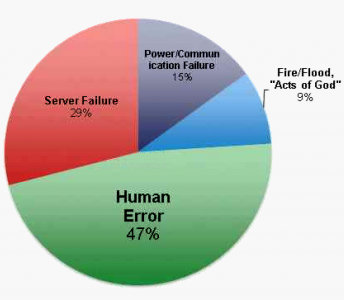 Power/Commun
ication Failure
15%
Fire/Flood,
"Acts of God"
9%
Server Failure
29%
Human
Error
47%